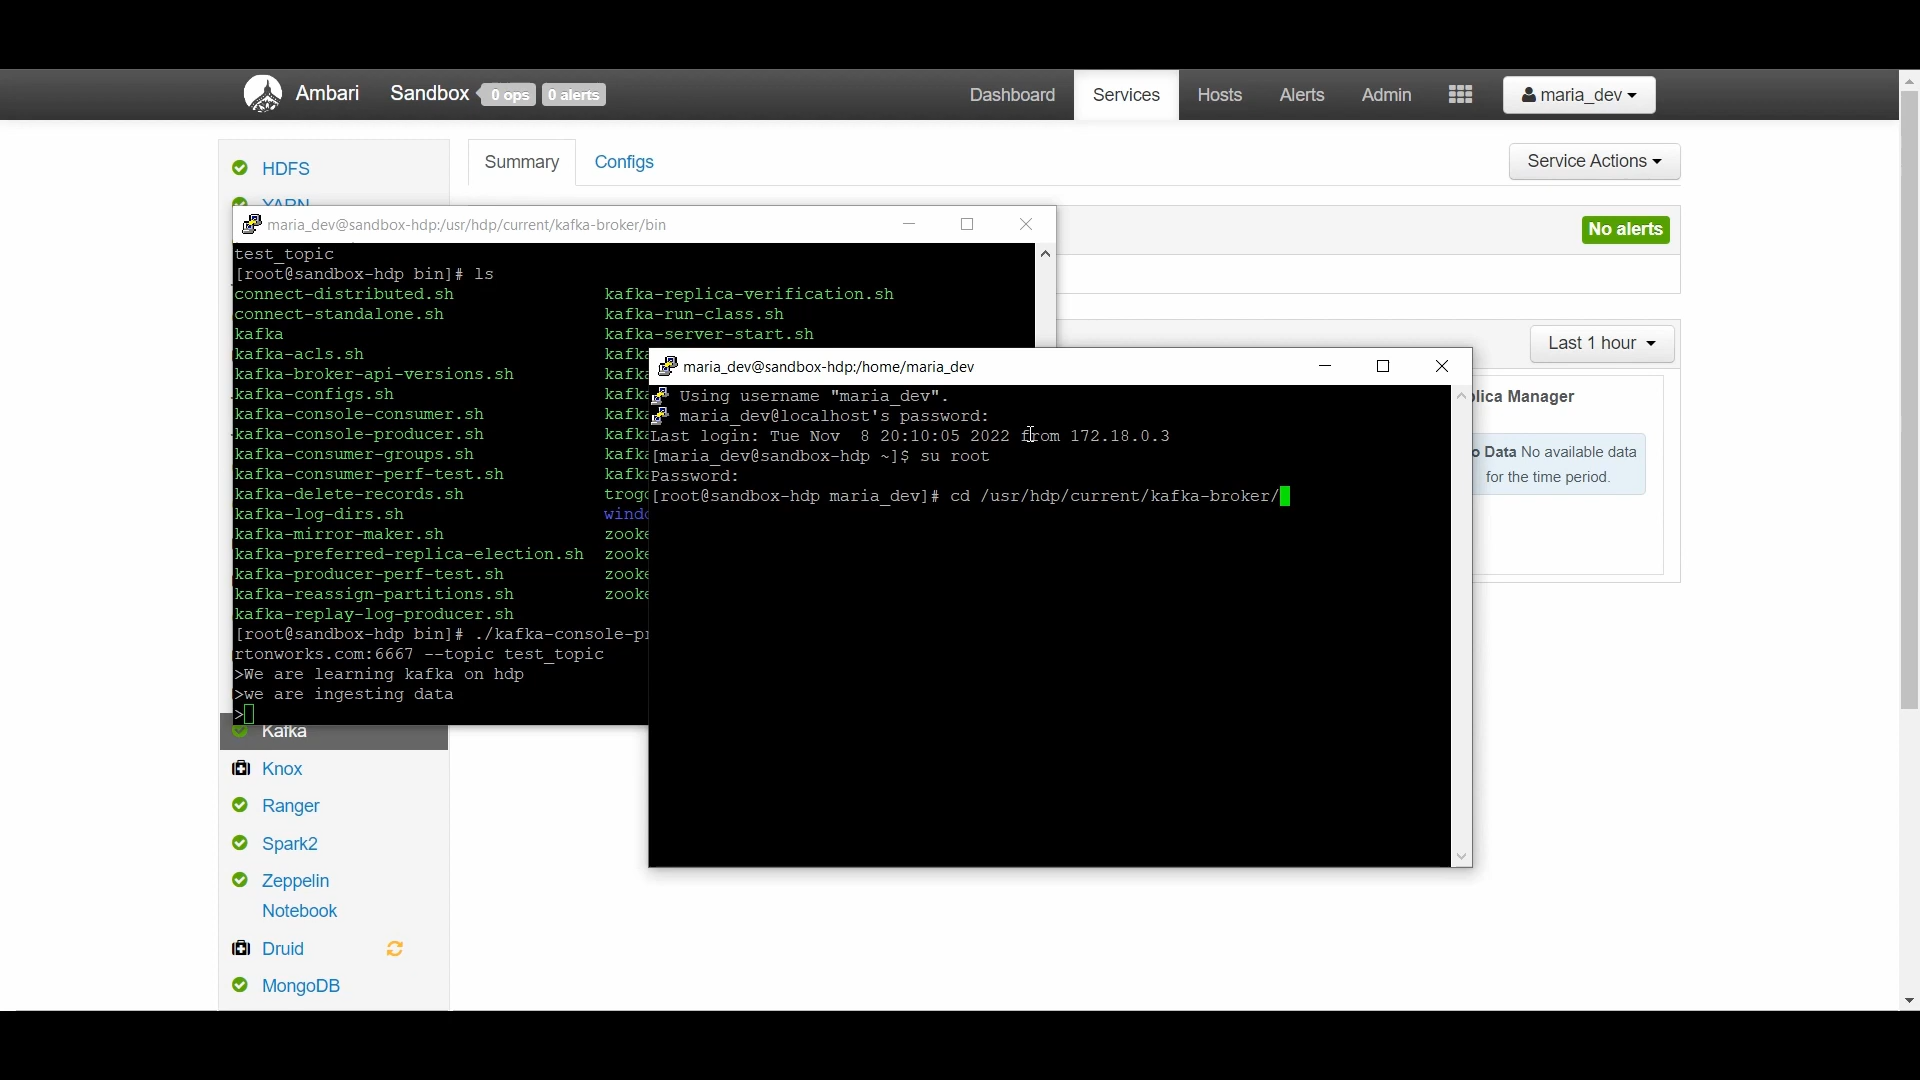 Ambari Sandbox 0 ops 0 alerts Dashboard Services Hosts Alerts Admin maria_dev
HDFS
Summary Configs Service Actions
maria_dev@sandbox-hdp:/usr/hdp/current/kafka-broker/bin
No alerts
test_topic
[root@sandbox-hdp bin]# ls
connect-distributed.sh kafka-replica-verification.sh
connect-standalone.sh kafka-run-class.sh
kafka kafka-server-start.sh
kafka-acls.sh
kafka-broker-api-versions.sh
kafka-configs.sh
kafka-console-consumer.sh
kafka-console-producer.sh
kafka-consumer-groups.sh
kafka-consumer-perf-test.sh
kafka-delete-records.sh
kafka-log-dirs.sh
kafka-mirror-maker.sh
kafka-preferred-replica-election.sh
kafka-producer-perf-test.sh
kafka-reassign-partitions.sh
kafka-replay-log-producer.sh
[root@sandbox-hdp bin]# ./kafka-console-p
rtonworks.com:6667 --topic test_topic
>We are learning kafka on hdp
>we are ingesting data
>
maria_dev@sandbox-hdp:/home/maria_dev
Using username "maria_dev".
maria_dev@localhost's password:
Last login: Tue Nov  8 20:10:05 2022 from 172.18.0.3
[maria_dev@sandbox-hdp ~]$ su root
Password:
[root@sandbox-hdp maria_dev]# cd /usr/hdp/current/kafka-broker/
Last 1 hour
lica Manager
o Data No available data
for the time period.
Kafka
Knox
Ranger
Spark2
Zeppelin
Notebook
Druid
MongoDB